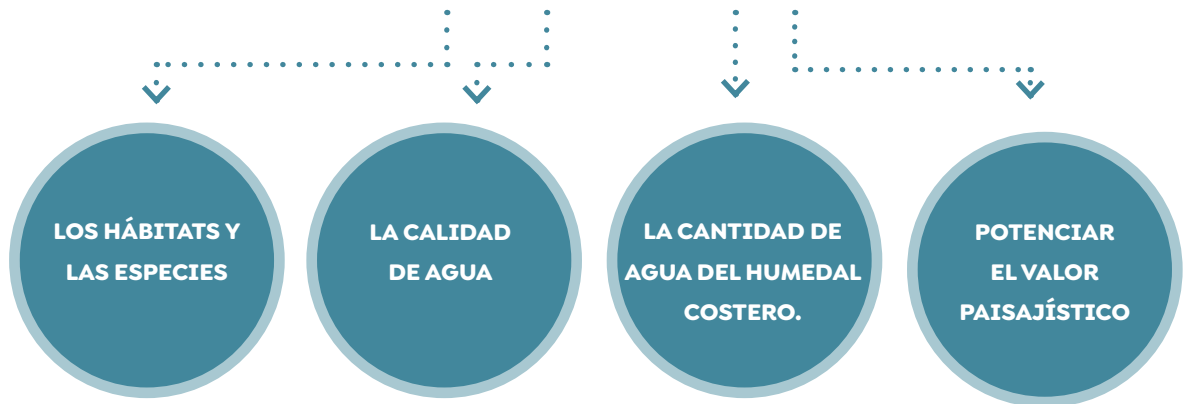 LOS HÁBITATS Y
LAS ESPECIES
LA CALIDAD
DE AGUA
LA CANTIDAD DE
AGUA DEL HUMEDAL
COSTERO.
POTENCIAR
EL VALOR
PAISAJÍSTICO